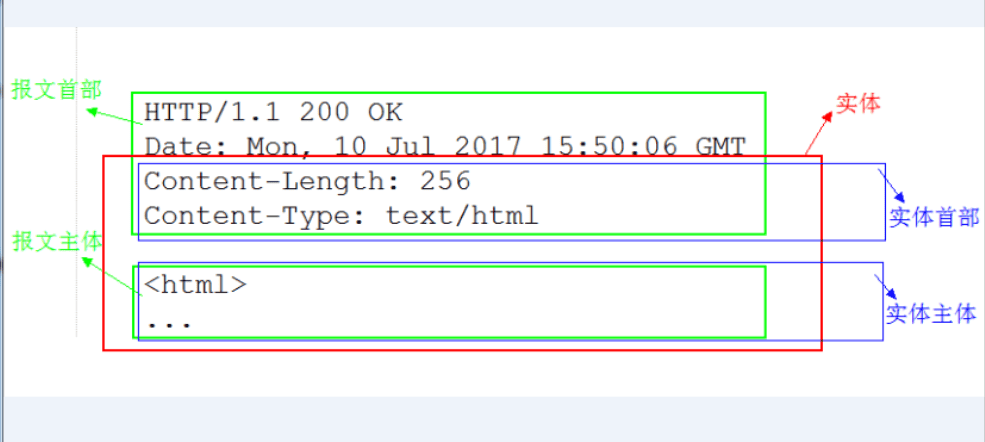 报文首部
实体
HTTP/1.1 200 OK
Date: Mon, 10 Jul 2017 15:50:06 GMT
Content-Length: 256
Content-Type: text/html
实体首部
报文主体
<html>
...
实体主体